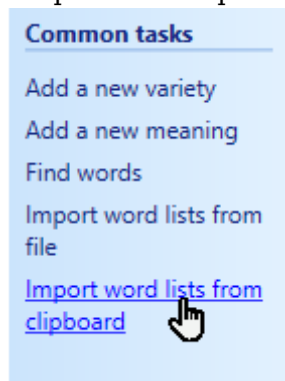 Common tasks
Add a new variety
Add a new meaning
Find words
Import word lists from
file
Import word lists from
clipboard